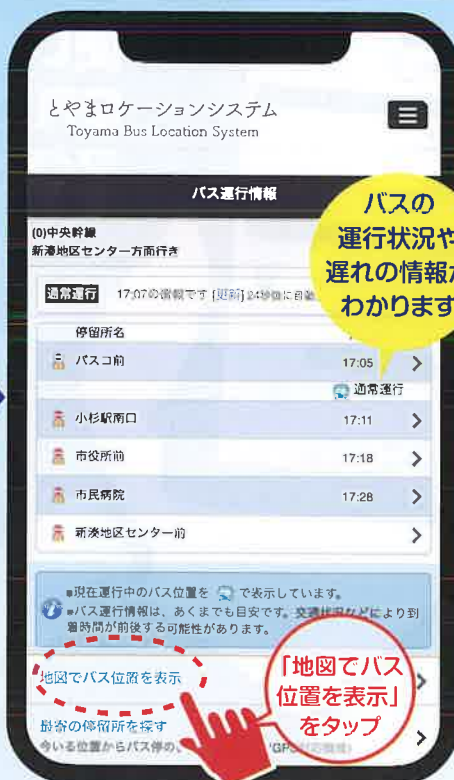 とやまロケーションシステム
Toyama Bus Location System
バス運行情報
(0)中央幹線
新湊地区センター方面行き
バスの
運行状況や
遅れの情報が
わかります
通常運行 17:07の情報です [更新] 24秒後に自動
停留所名
パスコ前 17:05
通常運行
小杉駅南口 17:11
市役所前 17:18
市民病院 17:28
新湊地区センター前
■現在運行中のバス位置を で表示しています。
■バス運行情報は、あくまでも目安です。交通状況などにより到
着時間が前後する可能性があります。
地図でバス位置を表示
「地図でバス
位置を表示」
をタップ
最寄の停留所を探す
今いる位置からバス停の